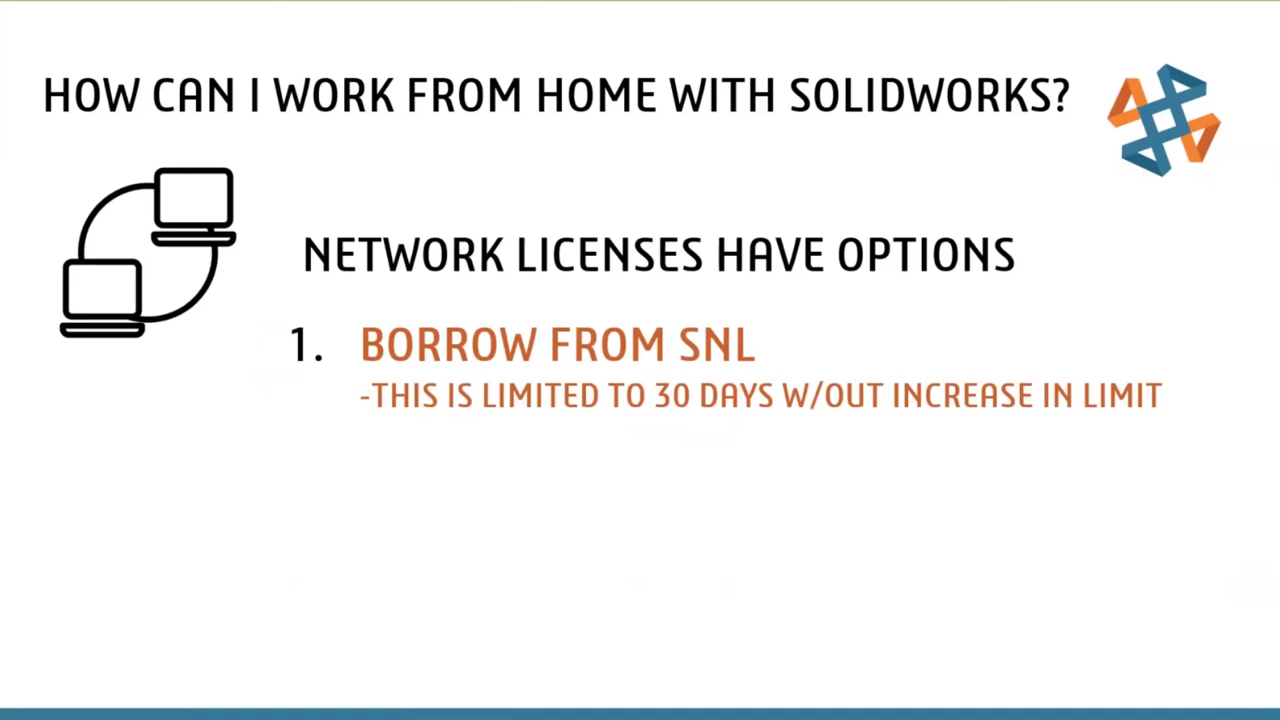 HOW CAN I WORK FROM HOME WITH SOLIDWORKS?
NETWORK LICENSES HAVE OPTIONS
1. BORROW FROM SNL
-THIS IS LIMITED TO 30 DAYS W/OUT INCREASE IN LIMIT